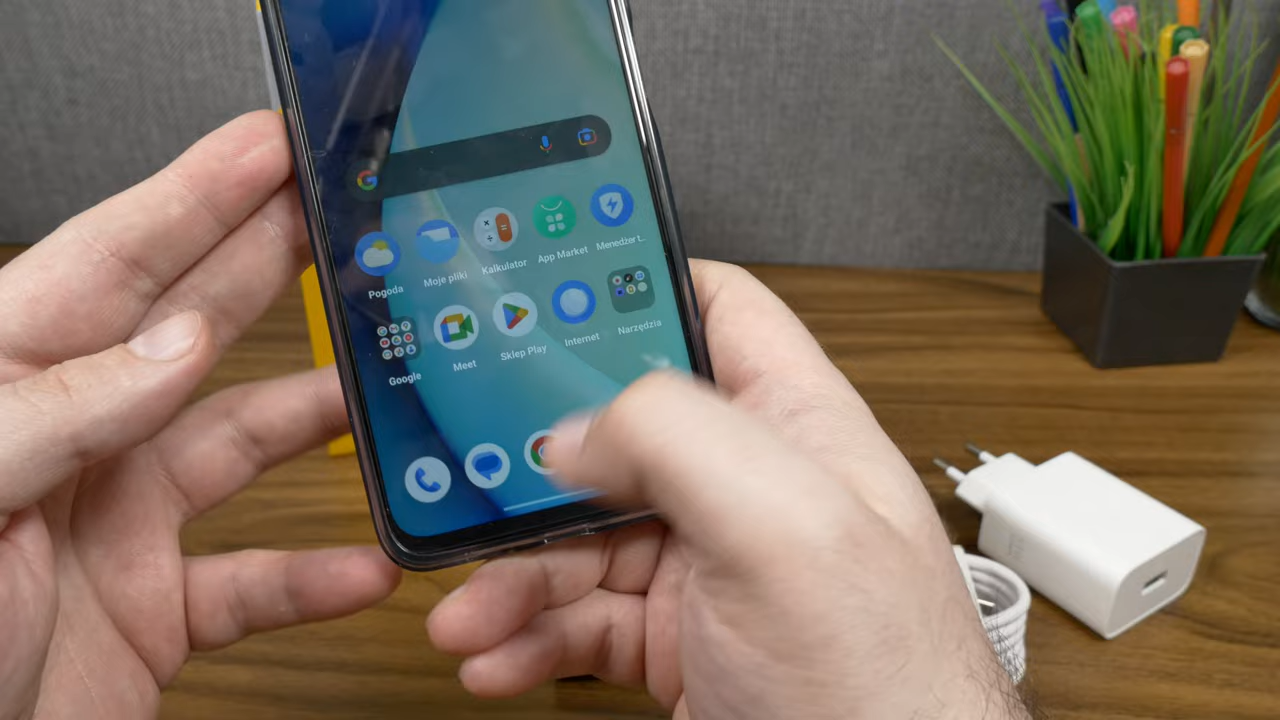 Pogoda
Moje pliki
Kalkulator
App Market
Menedżer t...
Google
Meet
Sklep Play
Internet
Narzędzia